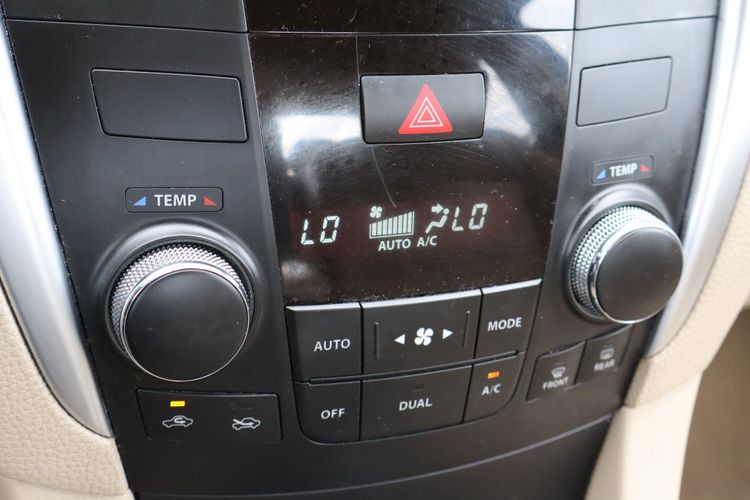 TEMP
TEMP
LO
LO
AUTO A/C
AUTO
MODE
OFF
DUAL
A/C
FRONT
REAR